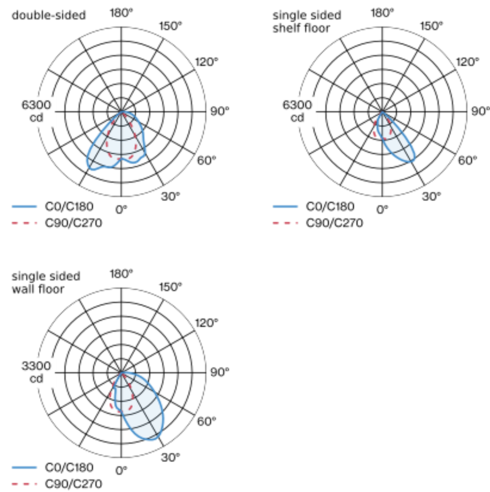 double-sided
180°
150°
120°
6300
cd
90°
60°
30°
0°
C0/C180
C90/C270
single sided
shelf floor
180°
150°
120°
6300
cd
90°
60°
30°
0°
C0/C180
C90/C270
single sided
wall floor
180°
150°
120°
3300
cd
90°
60°
30°
0°
C0/C180
C90/C270